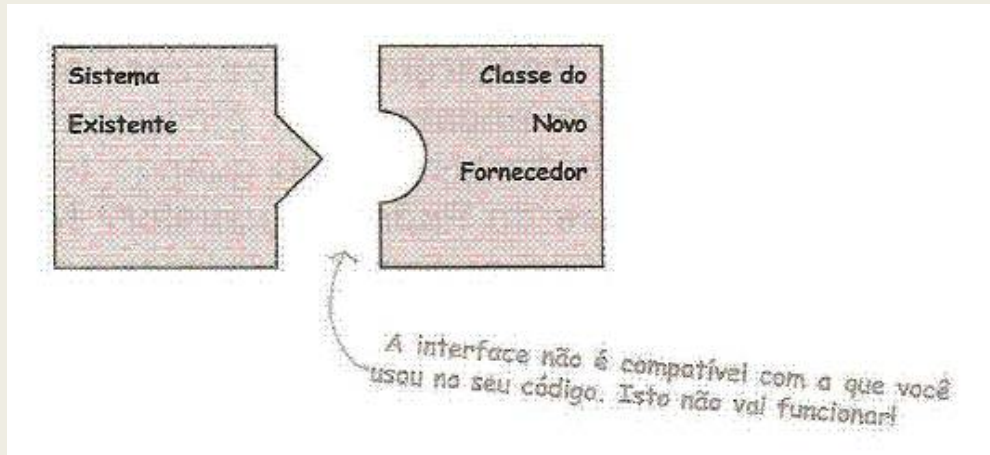 Sistema
Existente
Classe do
Novo
Fornecedor
A interface não é compatível com a que você
usou no seu código. Isto não vai funcionar!